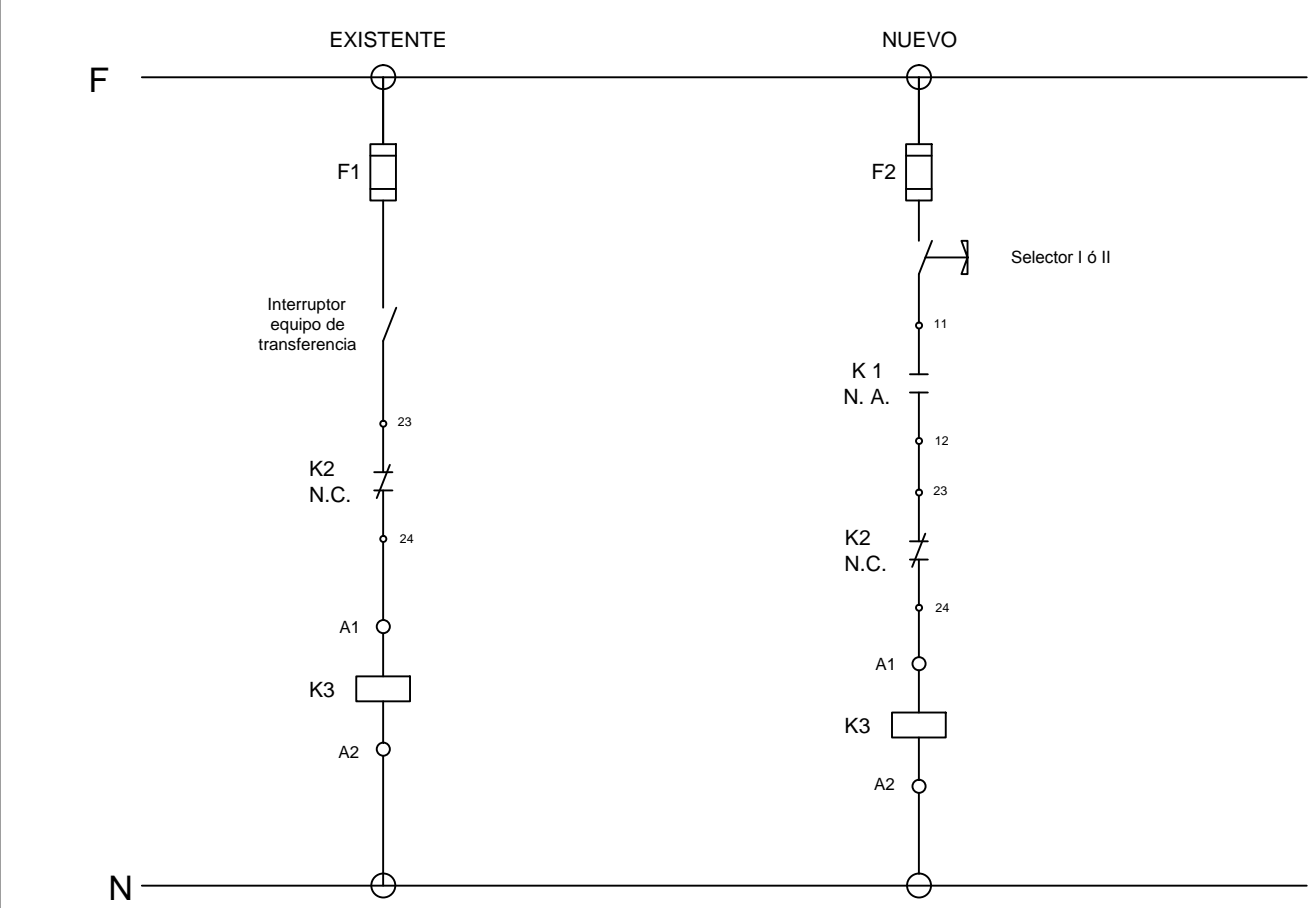 EXISTENTE
NUEVO
F
F1
F2
Selector I ó II
Interruptor
equipo de
transferencia
11
K 1
N. A.
23
12
K2
N.C.
23
24
K2
N.C.
24
A1
A1
K3
K3
A2
A2
N